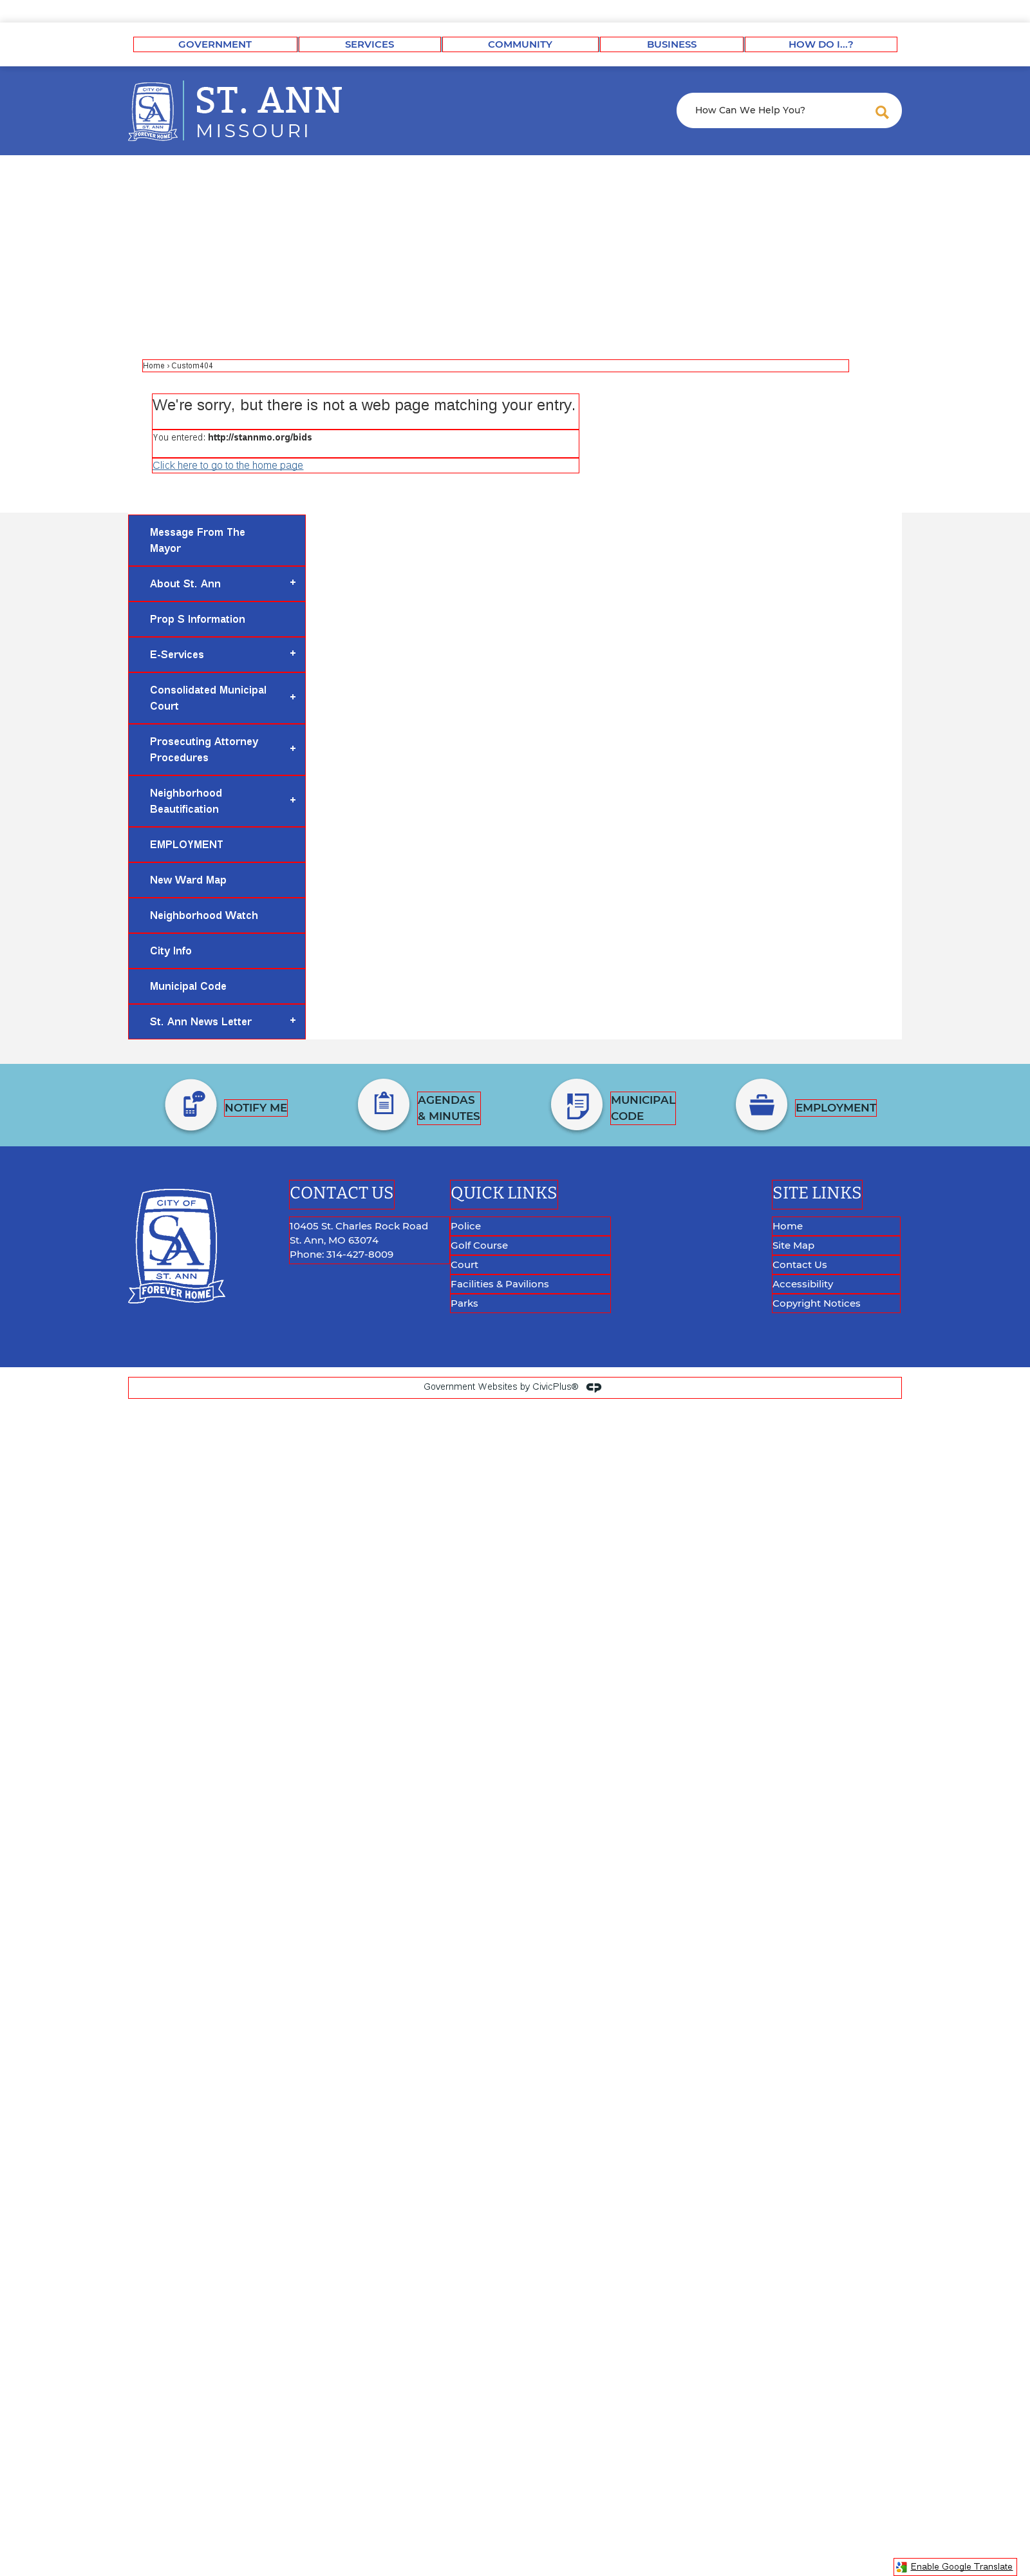 GOVERNMENT
SERVICES
COMMUNITY
BUSINESS
HOW DO I...?
CITY OF
SA
ST. ANN
FOREVER HOME
ST. ANN
MISSOURI
How Can We Help You?
Home › Custom404
We're sorry, but there is not a web page matching your entry.
You entered: http://stannmo.org/bids
Click here to go to the home page
Message From The
Mayor
About St. Ann +
Prop S Information
E-Services +
Consolidated Municipal
Court +
Prosecuting Attorney
Procedures +
Neighborhood
Beautification +
EMPLOYMENT
New Ward Map
Neighborhood Watch
City Info
Municipal Code
St. Ann News Letter +
NOTIFY ME
AGENDAS
& MINUTES
MUNICIPAL
CODE
EMPLOYMENT
CITY OF
SA
ST. ANN
FOREVER HOME
CONTACT US
10405 St. Charles Rock Road
St. Ann, MO 63074
Phone: 314-427-8009
QUICK LINKS
Police
Golf Course
Court
Facilities & Pavilions
Parks
SITE LINKS
Home
Site Map
Contact Us
Accessibility
Copyright Notices
Government Websites by CivicPlus®
Enable Google Translate